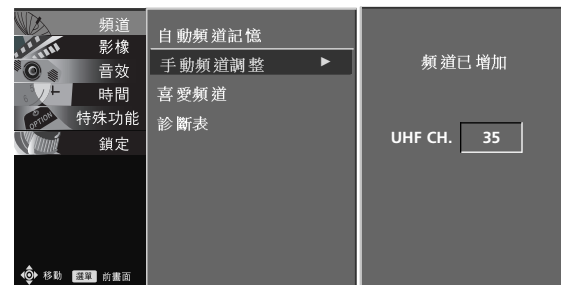 頻道
影像
音效
時間
OPTION 特殊功能
鎖定
移動 選單 前畫面
自動頻道記憶
手動頻道調整 ►
喜愛頻道
診斷表
頻道已增加
UHF CH. 35